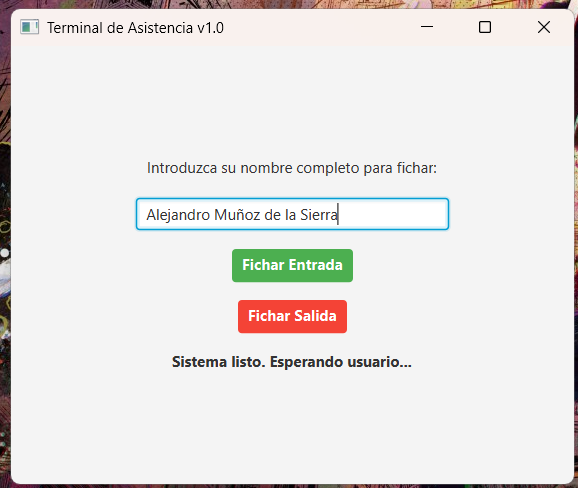 Terminal de Asistencia v1.0
Introduzca su nombre completo para fichar:
Alejandro Muñoz de la Sierra
Fichar Entrada
Fichar Salida
Sistema listo. Esperando usuario...